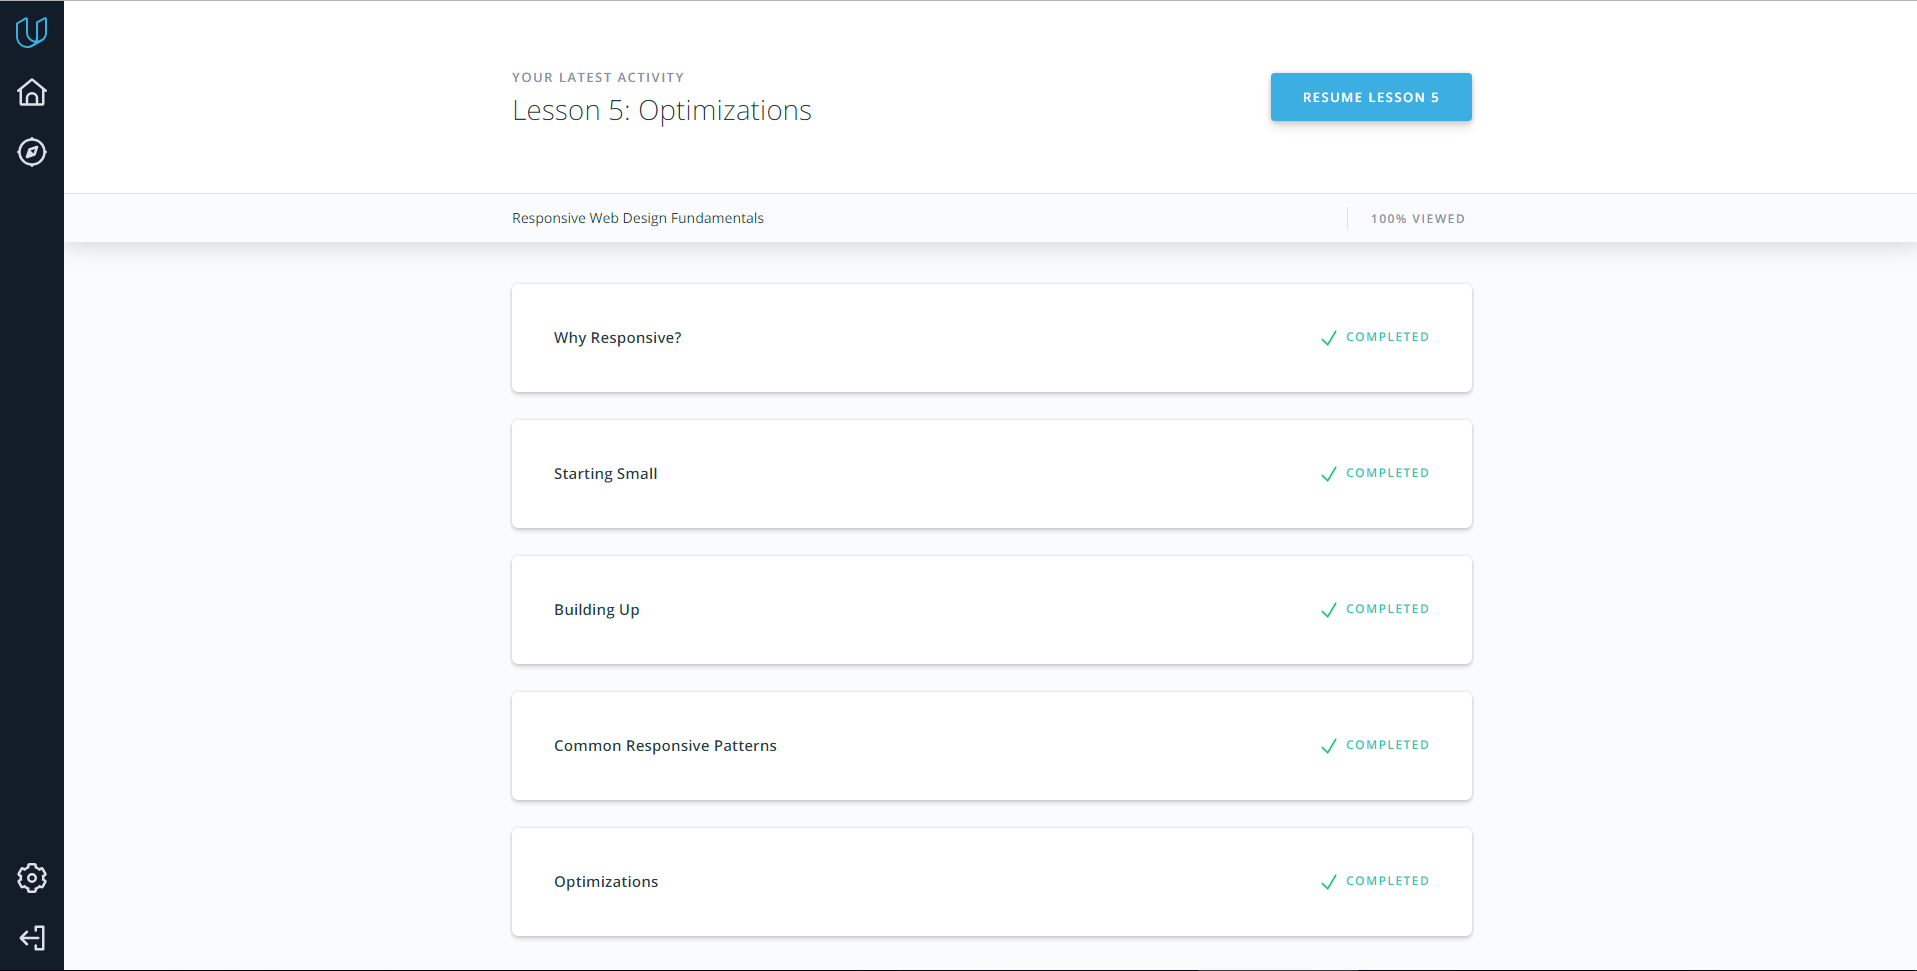 YOUR LATEST ACTIVITY
Lesson 5: Optimizations
RESUME LESSON 5
Responsive Web Design Fundamentals
100% VIEWED
Why Responsive?
COMPLETED
Starting Small
COMPLETED
Building Up
COMPLETED
Common Responsive Patterns
COMPLETED
Optimizations
COMPLETED